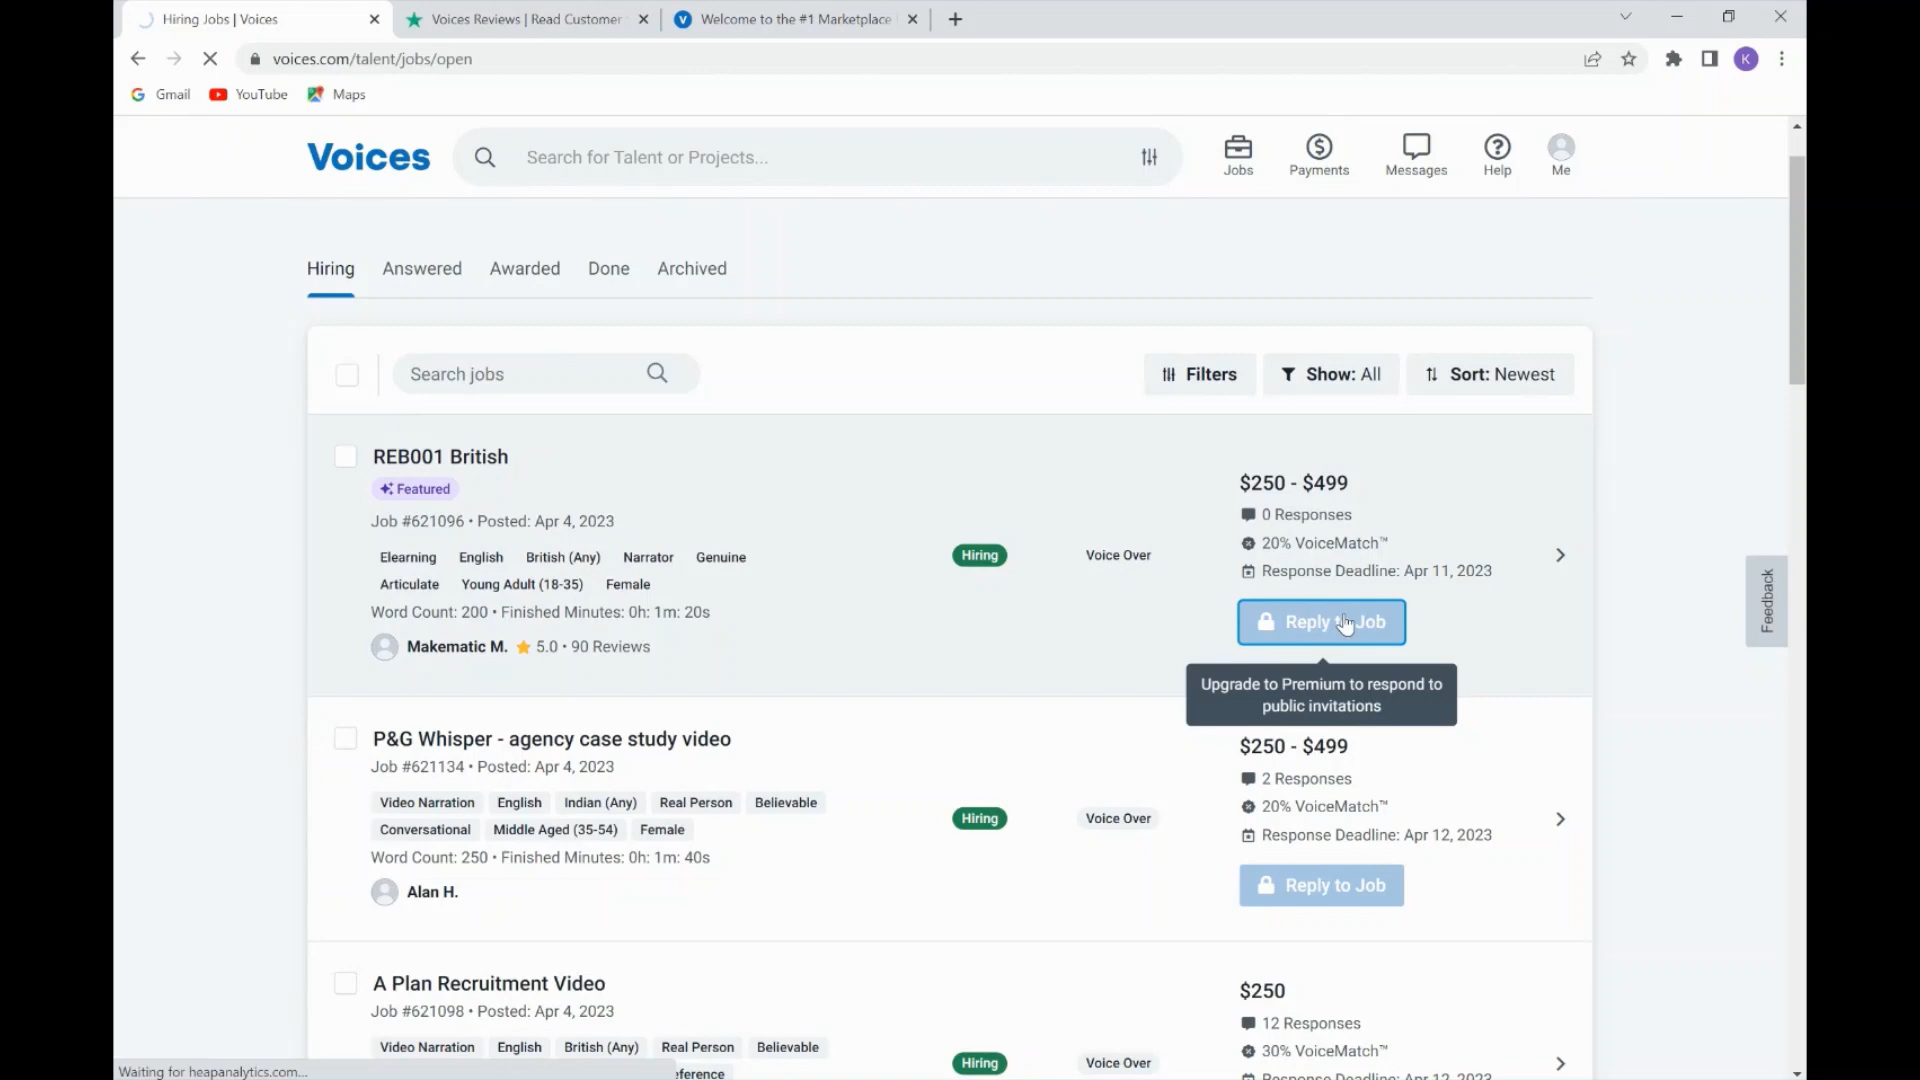 Hiring Jobs | Voices
Voices Reviews | Read Customer
Welcome to the #1 Marketplace
voices.com/talent/jobs/open
K
Gmail
YouTube
Maps
Voices
Search for Talent or Projects...
Jobs
Payments
Messages
Help
Me
Hiring
Answered
Awarded
Done
Archived
Search jobs
Filters
Show: All
Sort: Newest
REB001 British
Featured
Job #621096 • Posted: Apr 4, 2023
Elearning English British (Any) Narrator Genuine
Articulate Young Adult (18-35) Female
Word Count: 200 • Finished Minutes: 0h: 1m: 20s
Makematic M. 5.0 • 90 Reviews
Hiring
Voice Over
$250 - $499
0 Responses
20% VoiceMatch™
Response Deadline: Apr 11, 2023
Reply to Job
Upgrade to Premium to respond to
public invitations
P&G Whisper - agency case study video
Job #621134 • Posted: Apr 4, 2023
Video Narration English Indian (Any) Real Person Believable
Conversational Middle Aged (35-54) Female
Word Count: 250 • Finished Minutes: 0h: 1m: 40s
Alan H.
Hiring
Voice Over
$250 - $499
2 Responses
20% VoiceMatch™
Response Deadline: Apr 12, 2023
Reply to Job
A Plan Recruitment Video
Job #621098 • Posted: Apr 4, 2023
Video Narration English British (Any) Real Person Believable
eference
Hiring
Voice Over
$250
12 Responses
30% VoiceMatch™
Response Deadline: Apr 12, 2023
Feedback
Waiting for heapanalytics.com...